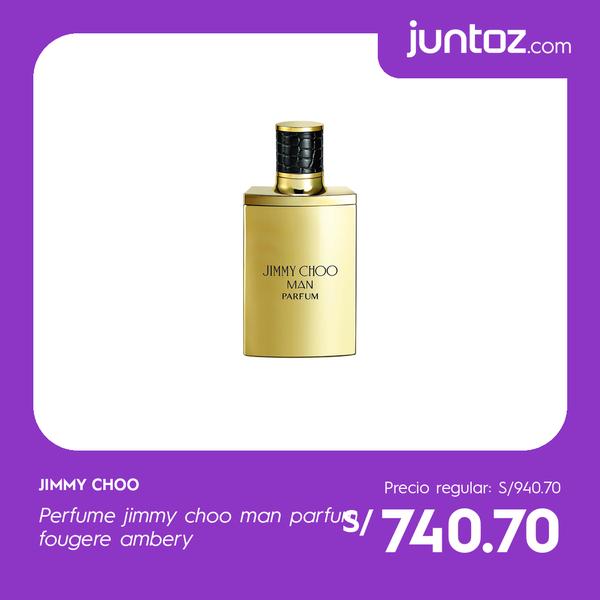 juntoz.com
JIMMY CHOO
MAN
PARFUM
JIMMY CHOO
Perfume jimmy choo man parfum
fougere ambery
Precio regular: S/940.70
S/ 740.70